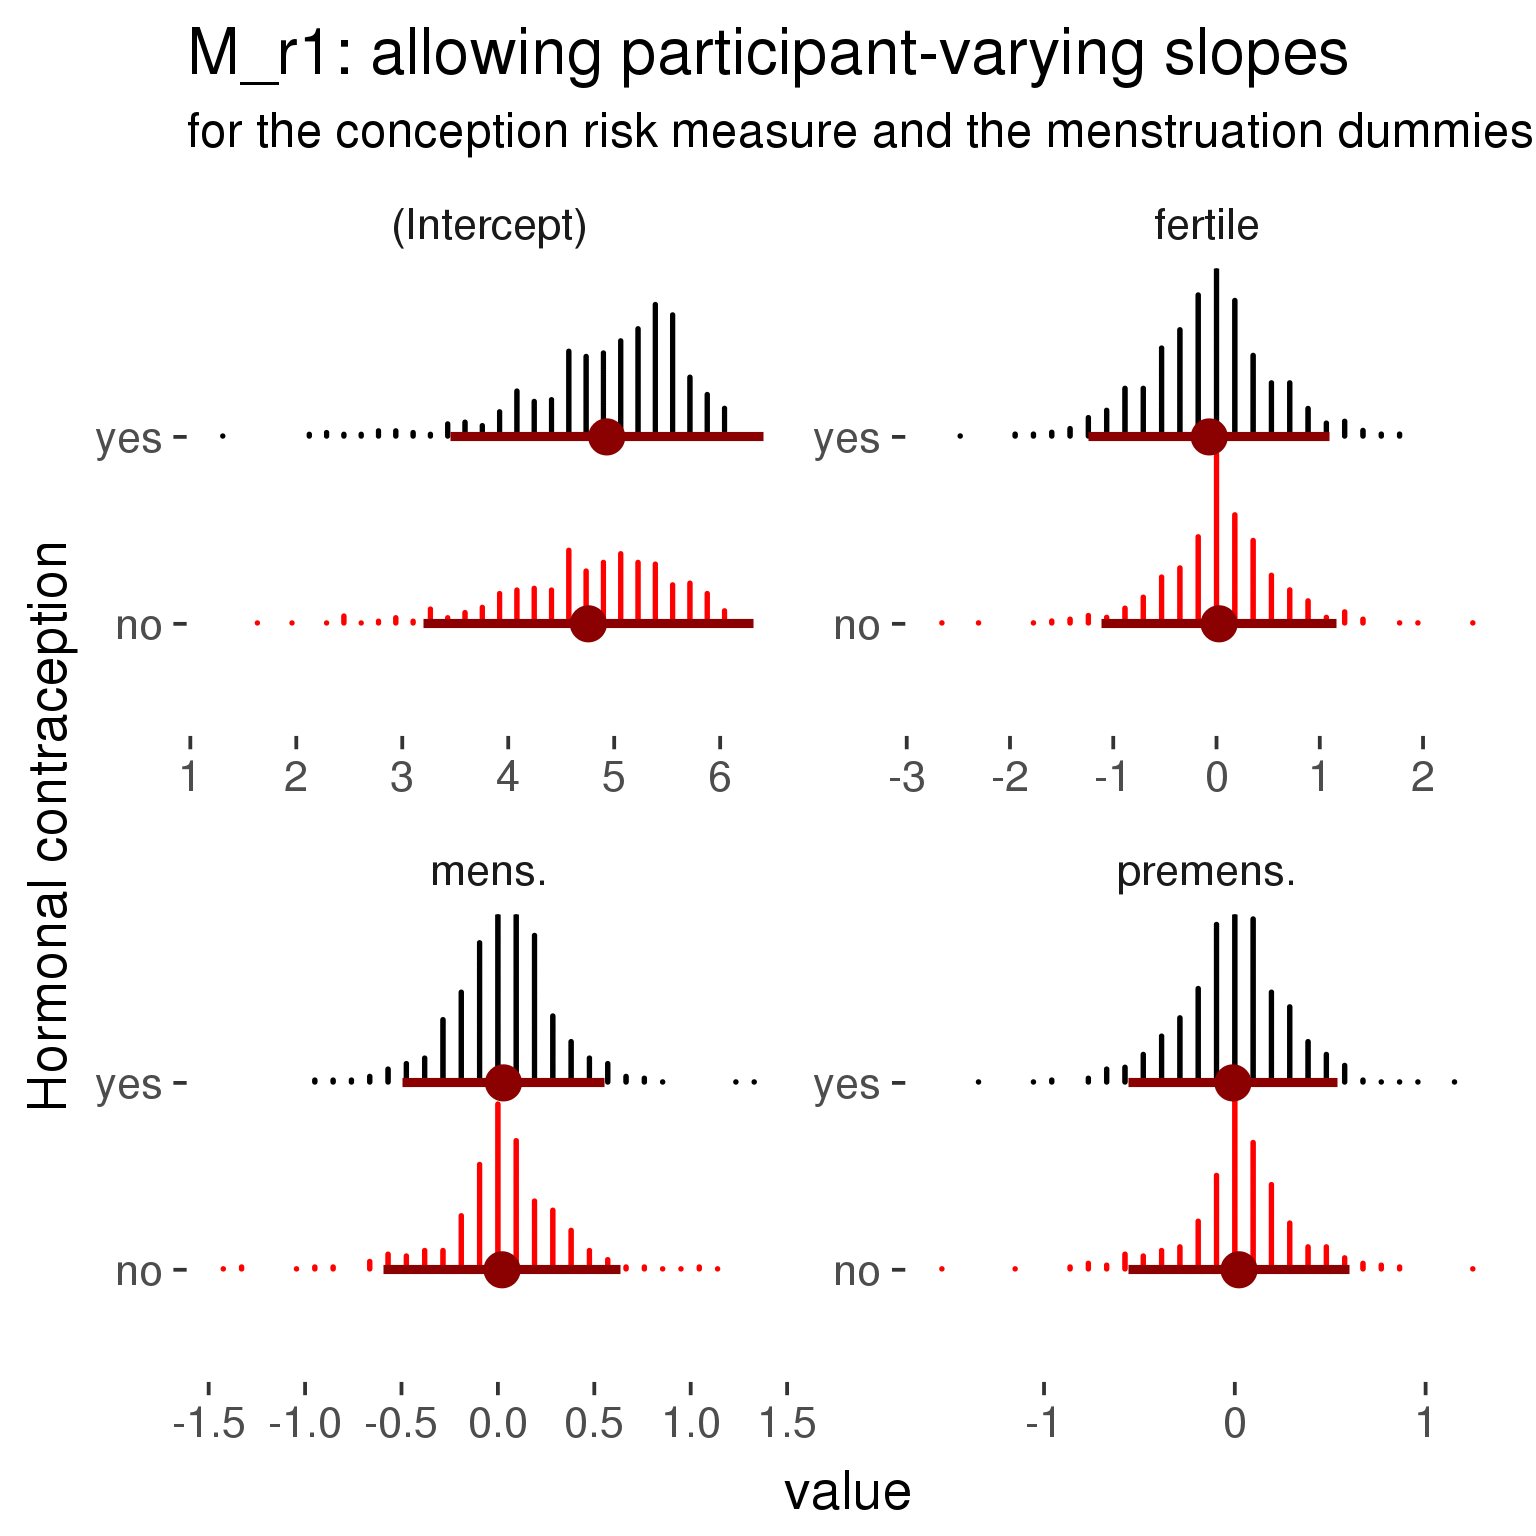 M_r1: allowing participant-varying slopes
for the conception risk measure and the menstruation dummies
(Intercept)
fertile
yes
no
yes
no
1 2 3 4 5 6
-3 -2 -1 0 1 2
mens.
premens.
yes
no
yes
no
-1.5 -1.0 -0.5 0.0 0.5 1.0 1.5
-1 0 1
Hormonal contraception
value